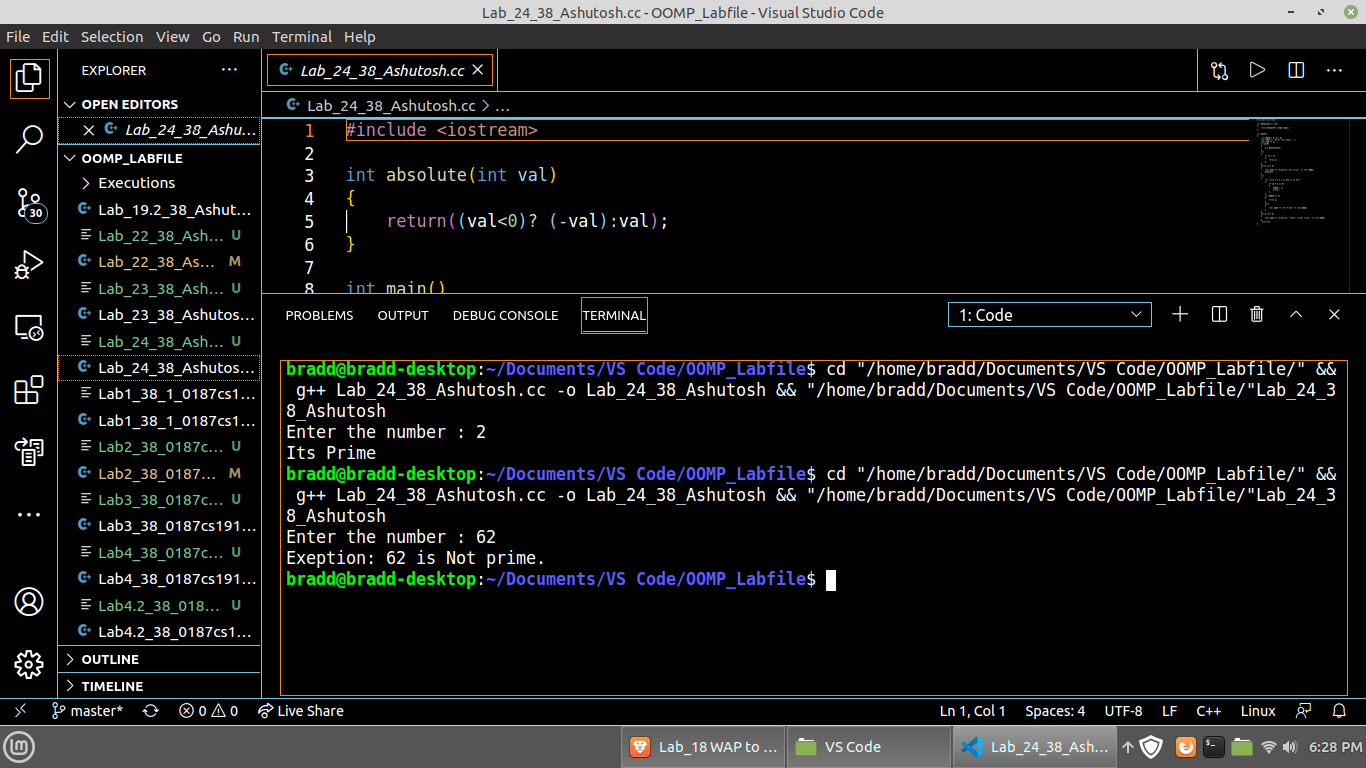 Lab_24_38_Ashutosh.cc - OOMP_Labfile - Visual Studio Code
File Edit Selection View Go Run Terminal Help
EXPLORER
OPEN EDITORS
Lab_24_38_Ashu...
OOMP_LABFILE
Executions
Lab_19.2_38_Ashut...
Lab_22_38_Ash... U
Lab_22_38_As... M
Lab_23_38_Ash... U
Lab_23_38_Ashutos...
Lab_24_38_Ash... U
Lab_24_38_Ashutos...
Lab1_38_1_0187cs1...
Lab1_38_1_0187cs1...
Lab2_38_0187c... U
Lab2_38_0187... M
Lab3_38_0187c... U
Lab3_38_0187cs191...
Lab4_38_0187c... U
Lab4_38_0187cs191...
Lab4.2_38_018... U
Lab4.2_38_0187cs1...
OUTLINE
TIMELINE
30
Lab_24_38_Ashutosh.cc
Lab_24_38_Ashutosh.cc > ...
1 #include <iostream>
2
3 int absolute(int val)
4 {
5 return((val<0)? (-val):val);
6 }
7
8 int main()
PROBLEMS OUTPUT DEBUG CONSOLE TERMINAL 1: Code
bradd@bradd-desktop:~/Documents/VS Code/OOMP_Labfile$ cd "/home/bradd/Documents/VS Code/OOMP_Labfile/" &&
g++ Lab_24_38_Ashutosh.cc -o Lab_24_38_Ashutosh && "/home/bradd/Documents/VS Code/OOMP_Labfile/"Lab_24_3
8_Ashutosh
Enter the number : 2
Its Prime
bradd@bradd-desktop:~/Documents/VS Code/OOMP_Labfile$ cd "/home/bradd/Documents/VS Code/OOMP_Labfile/" &&
g++ Lab_24_38_Ashutosh.cc -o Lab_24_38_Ashutosh && "/home/bradd/Documents/VS Code/OOMP_Labfile/"Lab_24_3
8_Ashutosh
Enter the number : 62
Exeption: 62 is Not prime.
bradd@bradd-desktop:~/Documents/VS Code/OOMP_Labfile$
master* 0 0 Live Share Ln 1, Col 1 Spaces: 4 UTF-8 LF C++ Linux
Lab_18 WAP to ... VS Code Lab_24_38_Ash... 6:28 PM